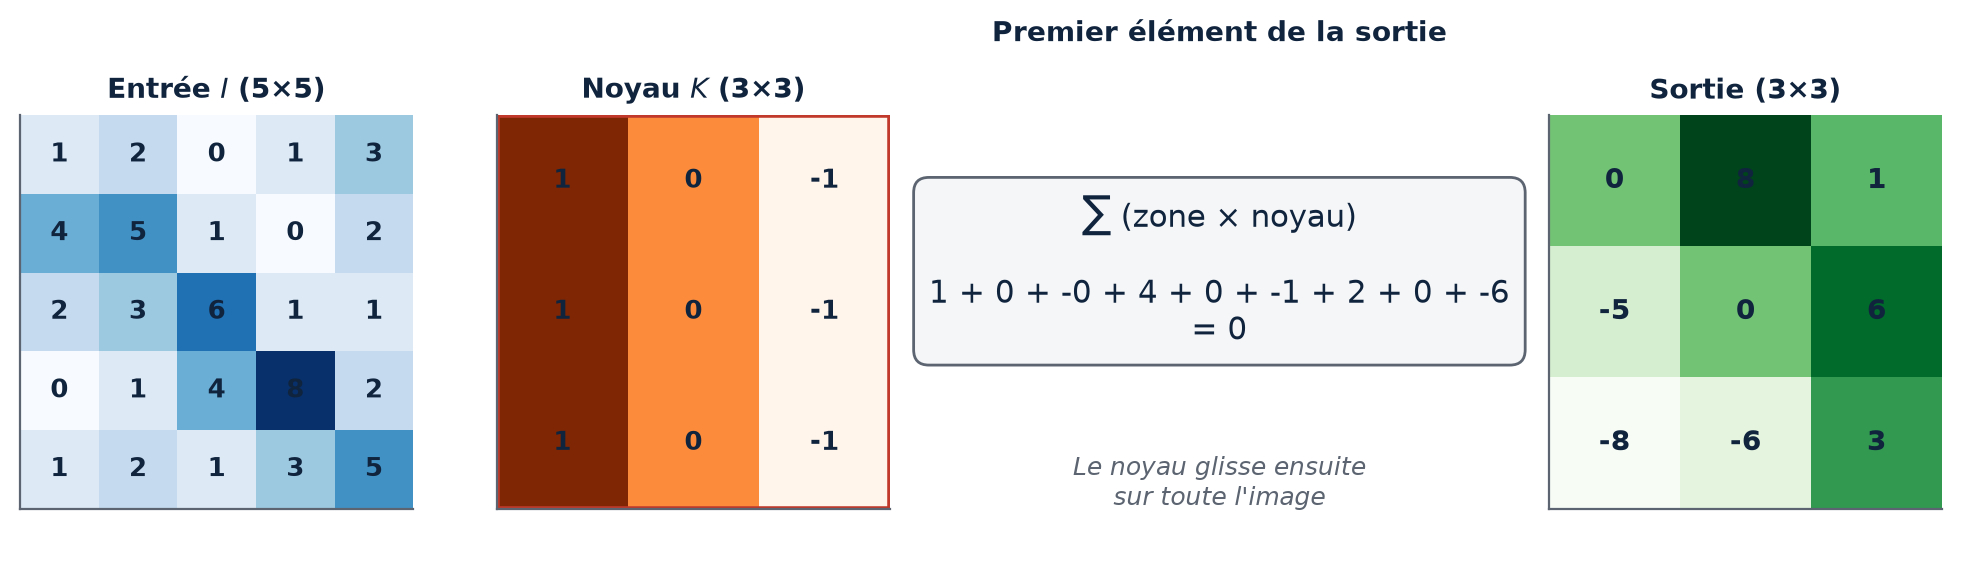 Premier élément de la sortie
Entrée I (5×5)
1 2 0 1 3
4 5 1 0 2
2 3 6 1 1
0 1 4 8 2
1 2 1 3 5
Noyau K (3×3)
1 0 -1
1 0 -1
1 0 -1
∑ (zone × noyau)
1 + 0 + -0 + 4 + 0 + -1 + 2 + 0 + -6
= 0
Le noyau glisse ensuite
sur toute l'image
Sortie (3×3)
0 8 1
-5 0 6
-8 -6 3